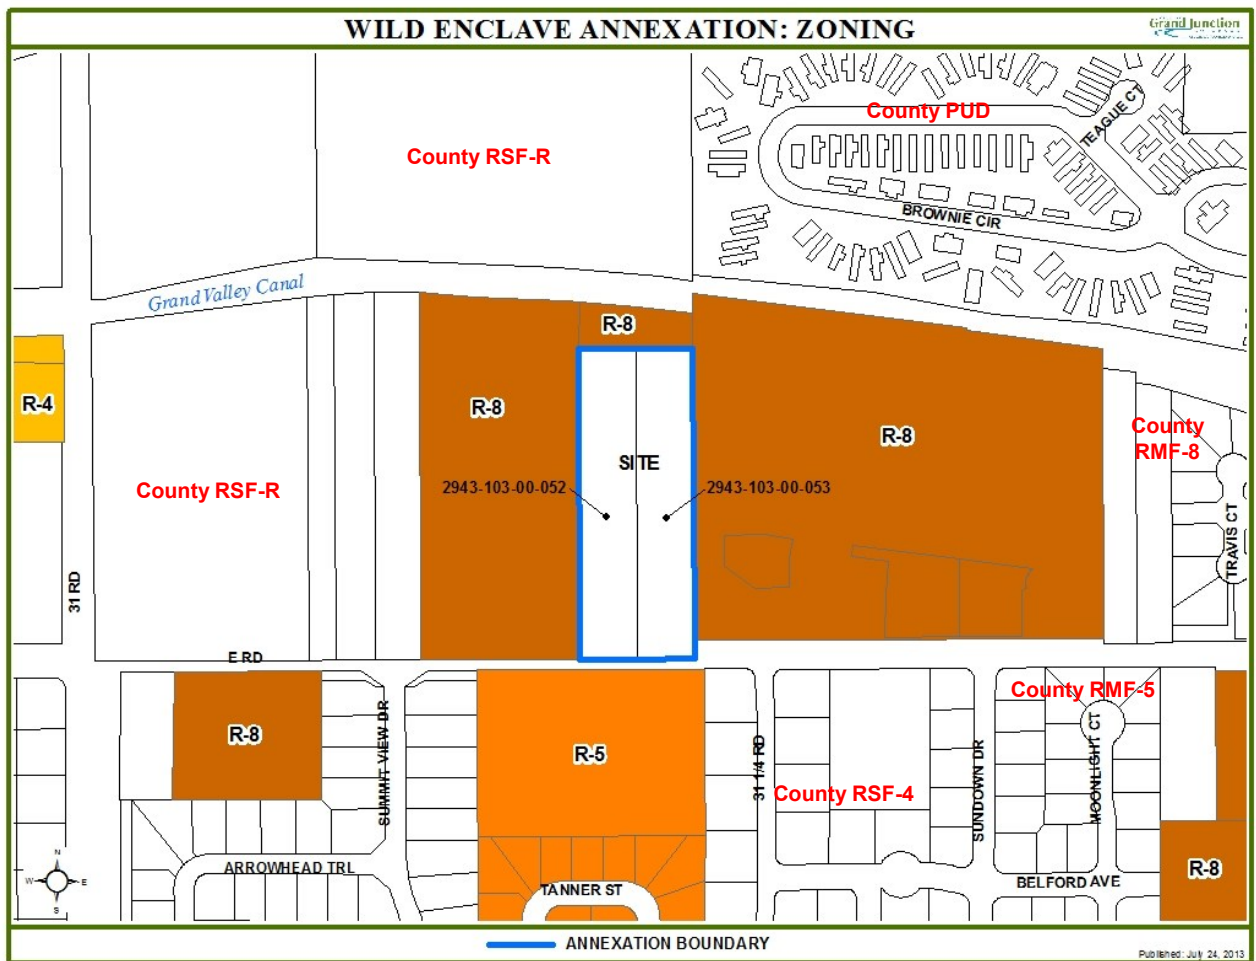 WILD ENCLAVE ANNEXATION: ZONING
Grand Junction
County PUD
TEAGUE CT
County RSF-R
BROWNIE CIR
Grand Valley Canal
R-8
R-4
R-8
R-8
County
RMF-8
SITE
2943-103-00-052
2943-103-00-053
County RSF-R
TRAVIS CT
31 RD
E RD
County RMF-5
R-8
SUMMIT VIEW DR
R-5
31 1/4 RD
County RSF-4
SUNDOWN DR
MOONLIGHT CT
N
W
E
S
ARROWHEAD TRL
TANNER ST
BELFORD AVE
R-8
ANNEXATION BOUNDARY
Published: July 24, 2013